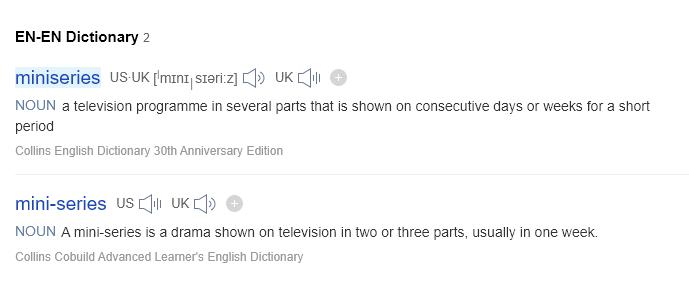 EN-EN Dictionary 2
miniseries US·UK [ˈmɪnɪˌsɪəriːz] UK
NOUN a television programme in several parts that is shown on consecutive days or weeks for a short
period
Collins English Dictionary 30th Anniversary Edition
mini-series US UK
NOUN A mini-series is a drama shown on television in two or three parts, usually in one week.
Collins Cobuild Advanced Learner's English Dictionary